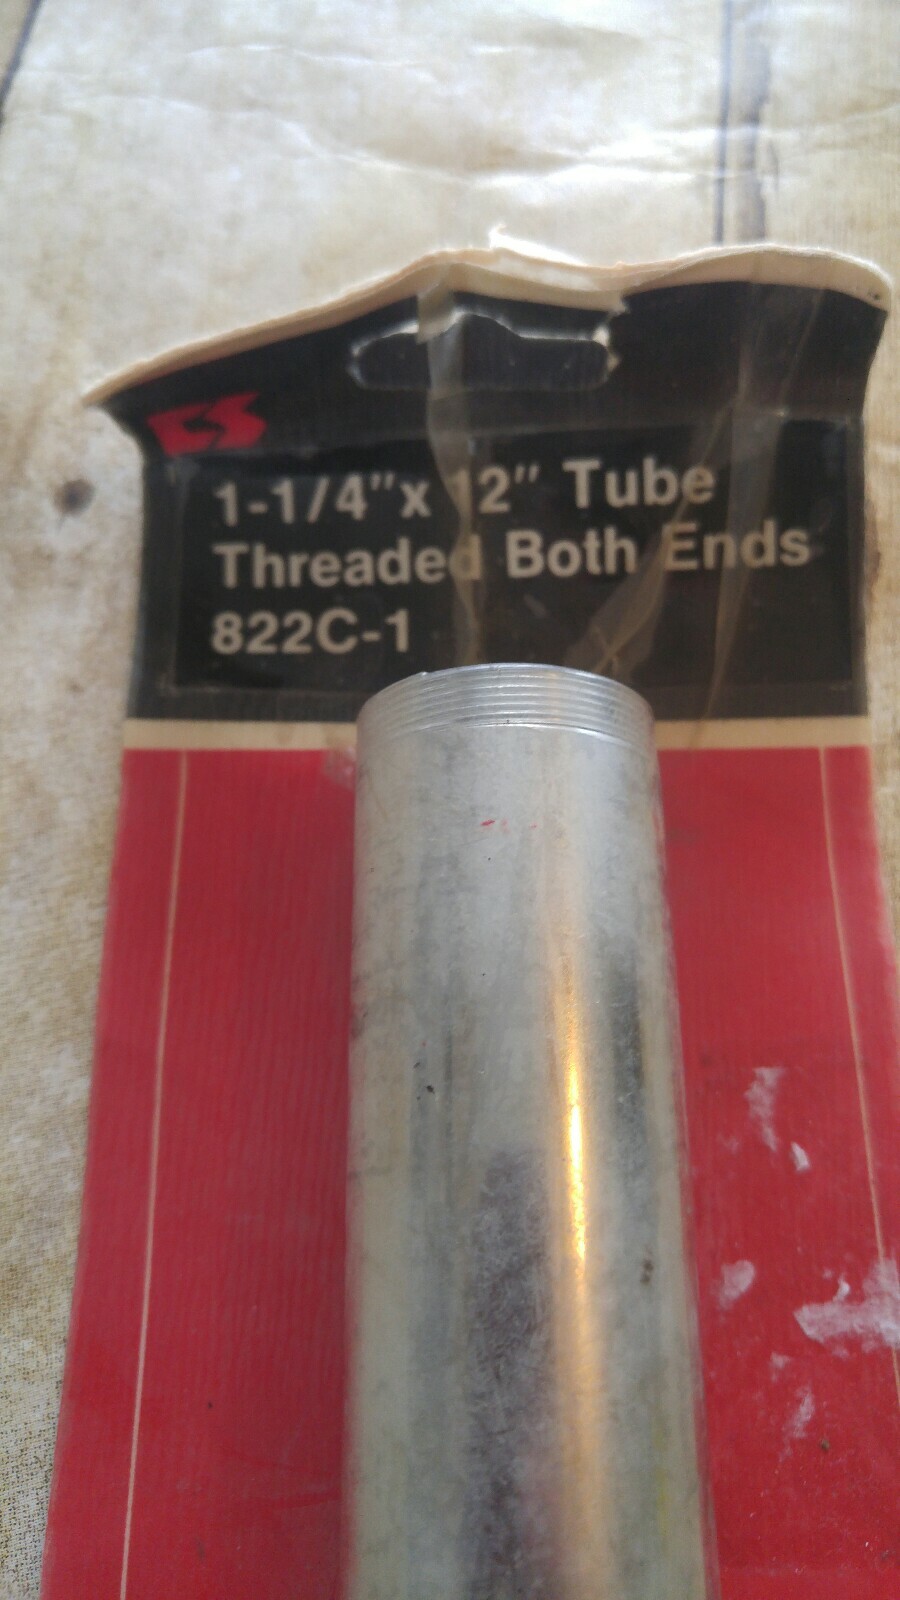 1-1/4" x 12" Tube
Threaded Both Ends
822C-1